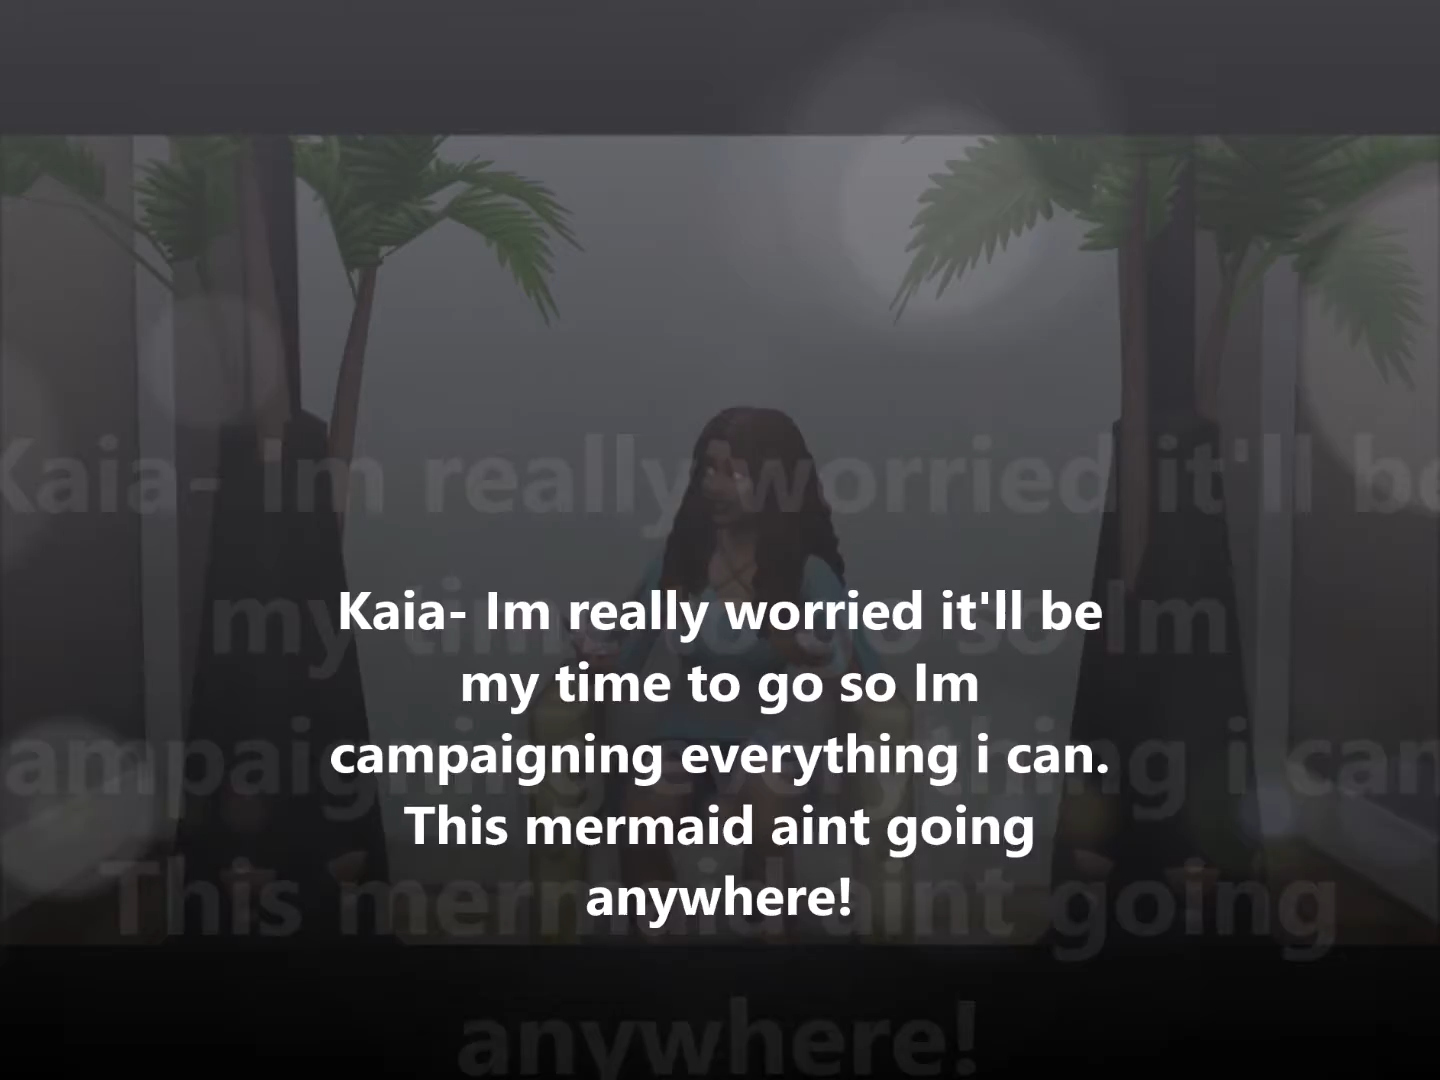 Kaia- Im really worried it'll be
my time to go so Im
campaigning everything i can.
This mermaid aint going
anywhere!